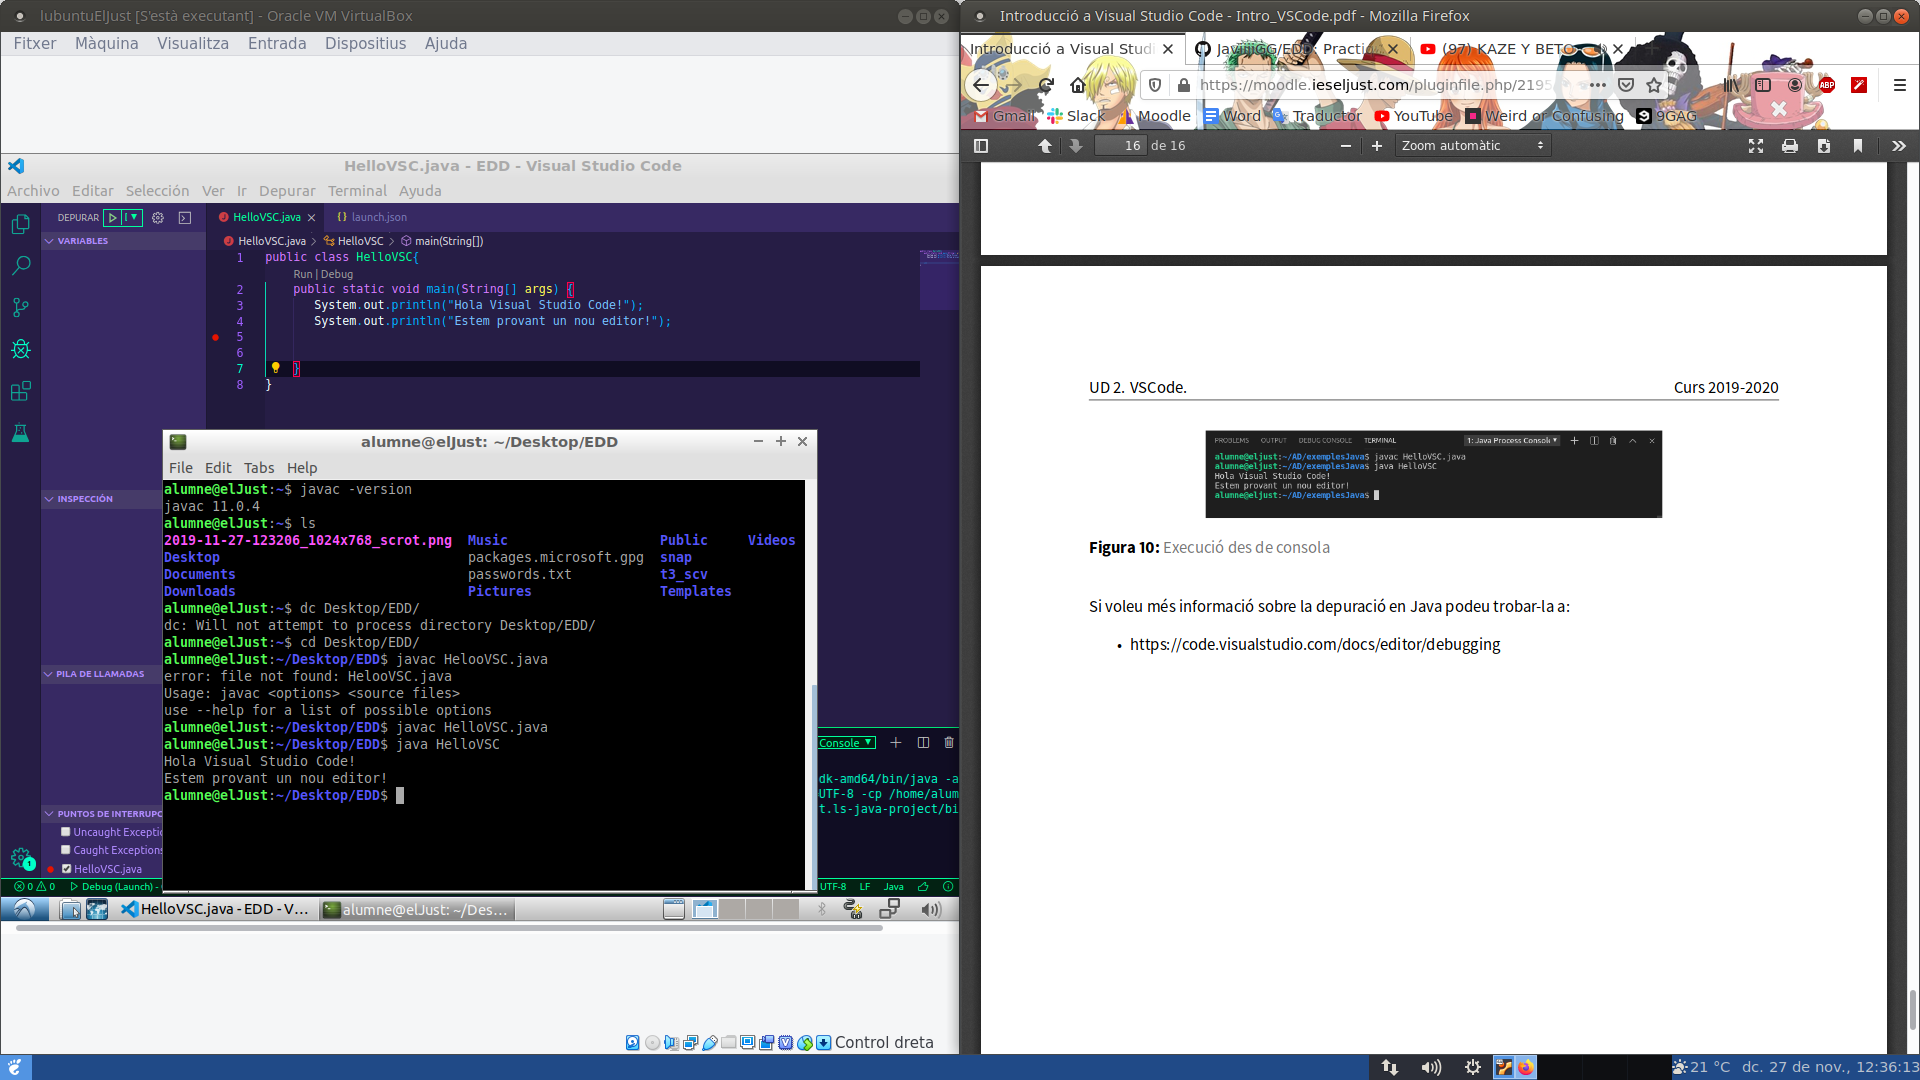 lubuntuElJust [S'està executant] - Oracle VM VirtualBox
Fitxer Màquina Visualitza Entrada Dispositius Ajuda
HelloVSC.java - EDD - Visual Studio Code
Archivo Editar Selección Ver Ir Depurar Terminal Ayuda
DEPURAR
HelloVSC.java
launch.json
VARIABLES
HelloVSC.java > HelloVSC > main(String[])
1 public class HelloVSC{
Run | Debug
2 public static void main(String[] args) {
3 System.out.println("Hola Visual Studio Code!");
4 System.out.println("Estem provant un nou editor!");
5
6
7 }
8 }
INSPECCIÓN
PILA DE LLAMADAS
PUNTOS DE INTERRUPC
Uncaught Exceptio
Caught Exceptions
HelloVSC.java
1
0 0 Debug (Launch) -
alumne@elJust: ~/Desktop/EDD
File Edit Tabs Help
alumne@elJust:~$ javac -version
javac 11.0.4
alumne@elJust:~$ ls
2019-11-27-123206_1024x768_scrot.png Music Public Videos
Desktop packages.microsoft.gpg snap
Documents passwords.txt t3_scv
Downloads Pictures Templates
alumne@elJust:~$ dc Desktop/EDD/
dc: Will not attempt to process directory Desktop/EDD/
alumne@elJust:~$ cd Desktop/EDD/
alumne@elJust:~/Desktop/EDD$ javac HelooVSC.java
error: file not found: HelooVSC.java
Usage: javac <options> <source files>
use --help for a list of possible options
alumne@elJust:~/Desktop/EDD$ javac HelloVSC.java
alumne@elJust:~/Desktop/EDD$ java HelloVSC
Hola Visual Studio Code!
Estem provant un nou editor!
alumne@elJust:~/Desktop/EDD$
Console
dk-amd64/bin/java -a
UTF-8 -cp /home/alum
t.ls-java-project/bi
UTF-8 LF Java
HelloVSC.java - EDD - V...
alumne@elJust: ~/Des...
Control dreta
Introducció a Visual Studio Code - Intro_VSCode.pdf - Mozilla Firefox
Introducció a Visual Studi
JaviniGG/EDD: Practic
(97) KAZE Y BETO
https://moodle.ieseljust.com/pluginfile.php/2195
ABP
Gmail Slack Moodle Word Traductor YouTube Weird or Confusing 9GAG
16 de 16
Zoom automàtic
UD 2. VSCode. Curs 2019-2020
PROBLEMS OUTPUT DEBUG CONSOLE TERMINAL 1: Java Process Console
alumne@eljust:~/AD/exemplesJava$ javac HelloVSC.java
alumne@eljust:~/AD/exemplesJava$ java HelloVSC
Hola Visual Studio Code!
Estem provant un nou editor!
alumne@eljust:~/AD/exemplesJava$
Figura 10: Execució des de consola
Si voleu més informació sobre la depuració en Java podeu trobar-la a:
• https://code.visualstudio.com/docs/editor/debugging
21 °C dc. 27 de nov., 12:36:13